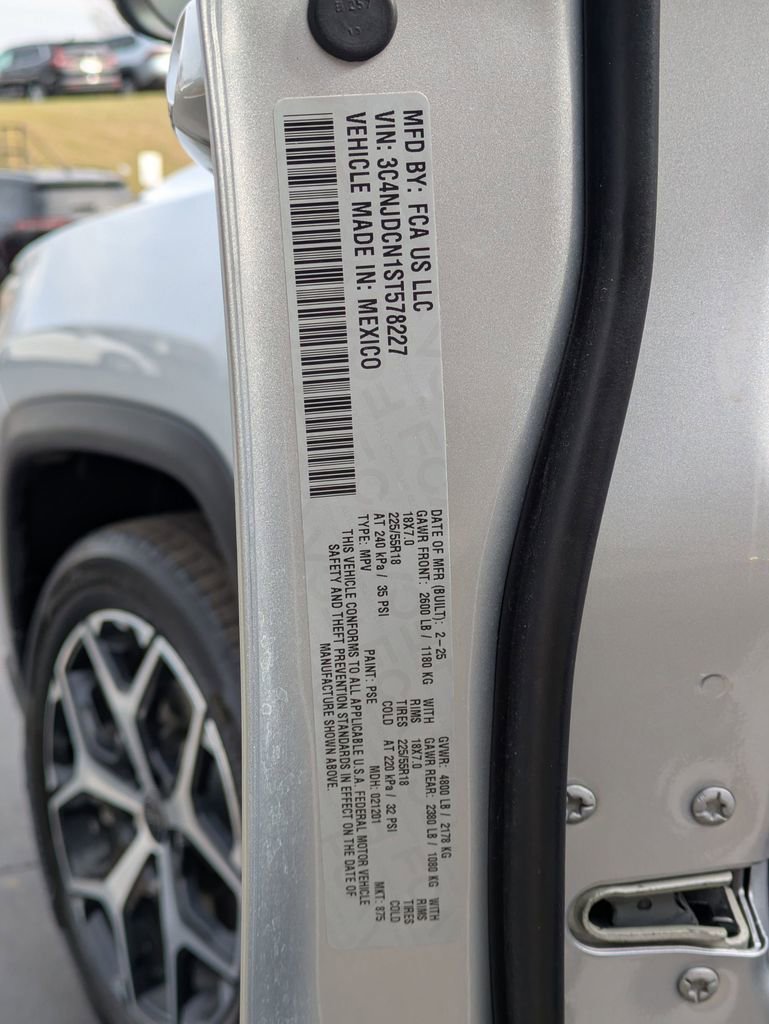 B 257
MFD BY: FCA US LLC
VIN: 3C4NJDCN1ST578227
VEHICLE MADE IN: MEXICO
DATE OF MFR (BUILT): 2-25 GVWR: 4800 LB / 2178 KG
GAWR FRONT: 2600 LB / 1180 KG WITH GAWR REAR: 2380 LB / 1080 KG WITH
18X7.0 RIMS 18X7.0 RIMS
225/55R18 TIRES 225/55R18 TIRES
AT 240 kPa / 35 PSI COLD AT 220 kPa / 32 PSI COLD
TYPE: MPV PAINT: PSE MDH: 021201 MKT: 875
THIS VEHICLE CONFORMS TO ALL APPLICABLE U.S.A. FEDERAL MOTOR VEHICLE
SAFETY AND THEFT PREVENTION STANDARDS IN EFFECT ON THE DATE OF
MANUFACTURE SHOWN ABOVE.